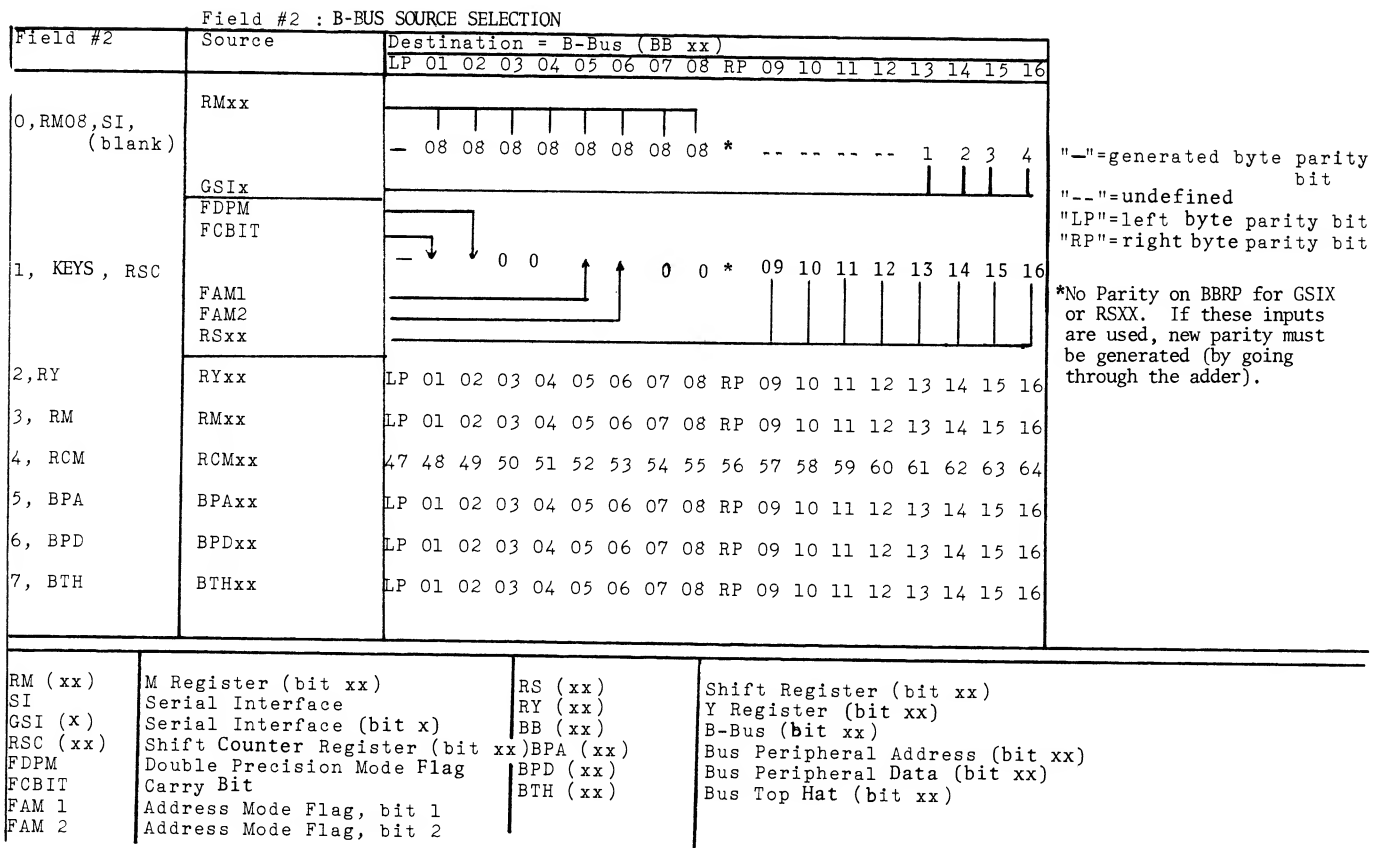 Field #2 : B-BUS SOURCE SELECTION
Field #2 Source Destination = B-Bus (BB xx)
LP 01 02 03 04 05 06 07 08 RP 09 10 11 12 13 14 15 16
RMxx
0,RM08,SI,
(blank)
— 08 08 08 08 08 08 08 08 * -- -- -- -- 1 2 3 4
GSIx
FDPM
FCBIT
1, KEYS, RSC
— 0 0 0 0 * 09 10 11 12 13 14 15 16
FAM1
FAM2
RSxx
2,RY RYxx LP 01 02 03 04 05 06 07 08 RP 09 10 11 12 13 14 15 16
3, RM RMxx LP 01 02 03 04 05 06 07 08 RP 09 10 11 12 13 14 15 16
4, RCM RCMxx 47 48 49 50 51 52 53 54 55 56 57 58 59 60 61 62 63 64
5, BPA BPAxx LP 01 02 03 04 05 06 07 08 RP 09 10 11 12 13 14 15 16
6, BPD BPDxx LP 01 02 03 04 05 06 07 08 RP 09 10 11 12 13 14 15 16
7, BTH BTHxx LP 01 02 03 04 05 06 07 08 RP 09 10 11 12 13 14 15 16
"—"=generated byte parity
bit
"--"=undefined
"LP"=left byte parity bit
"RP"=right byte parity bit
*No Parity on BBRP for GSIX
or RSXX. If these inputs
are used, new parity must
be generated (by going
through the adder).
RM (xx) M Register (bit xx)
SI Serial Interface
GSI (x) Serial Interface (bit x)
RSC (xx) Shift Counter Register (bit xx)
FDPM Double Precision Mode Flag
FCBIT Carry Bit
FAM 1 Address Mode Flag, bit 1
FAM 2 Address Mode Flag, bit 2
RS (xx) Shift Register (bit xx)
RY (xx) Y Register (bit xx)
BB (xx) B-Bus (bit xx)
BPA (xx) Bus Peripheral Address (bit xx)
BPD (xx) Bus Peripheral Data (bit xx)
BTH (xx) Bus Top Hat (bit xx)